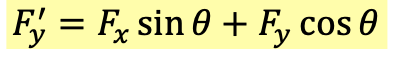 F′y = Fx sin θ + Fy cos θ